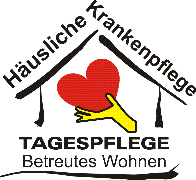 Häusliche Krankenpflege
TAGESPFLEGE
Betreutes Wohnen